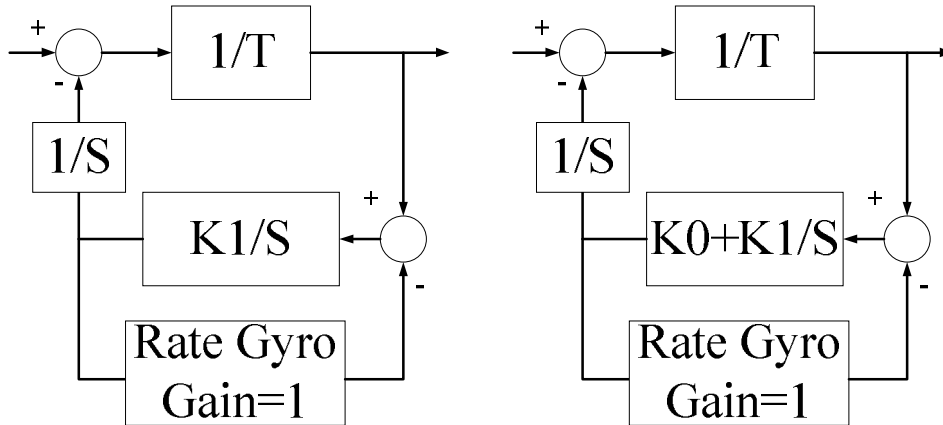 +
1/T
-
1/S
+
K1/S
-
Rate Gyro
Gain=1
+
1/T
-
1/S
+
K0+K1/S
-
Rate Gyro
Gain=1